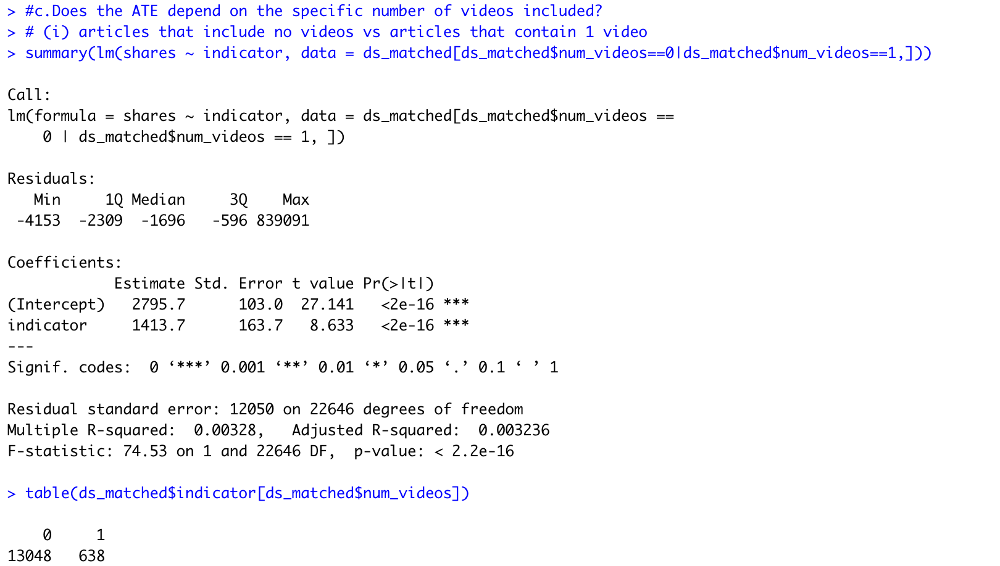 > #c.Does the ATE depend on the specific number of videos included?
> # (i) articles that include no videos vs articles that contain 1 video
> summary(lm(shares ~ indicator, data = ds_matched[ds_matched$num_videos==0|ds_matched$num_videos==1,]))

Call:
lm(formula = shares ~ indicator, data = ds_matched[ds_matched$num_videos ==
    0 | ds_matched$num_videos == 1, ])

Residuals:
   Min     1Q Median     3Q    Max
 -4153  -2309  -1696   -596 839091

Coefficients:
            Estimate Std. Error t value Pr(>|t|)
(Intercept)   2795.7      103.0  27.141   <2e-16 ***
indicator     1413.7      163.7   8.633   <2e-16 ***
---
Signif. codes:  0 ‘***’ 0.001 ‘**’ 0.01 ‘*’ 0.05 ‘.’ 0.1 ‘ ’ 1

Residual standard error: 12050 on 22646 degrees of freedom
Multiple R-squared:  0.00328,   Adjusted R-squared:  0.003236
F-statistic: 74.53 on 1 and 22646 DF,  p-value: < 2.2e-16

> table(ds_matched$indicator[ds_matched$num_videos])

    0     1
13048   638